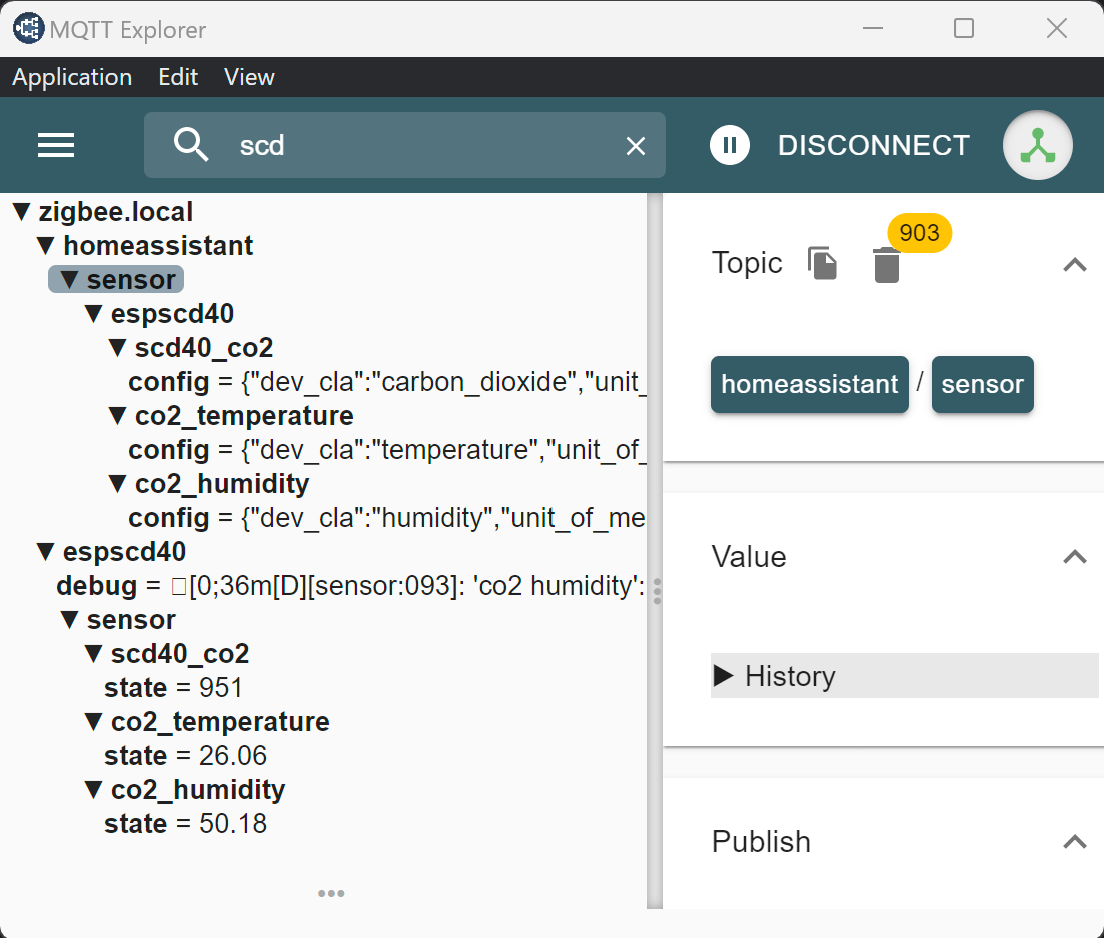 MQTT Explorer
Application Edit View
scd
DISCONNECT
▼ zigbee.local
▼ homeassistant
▼ sensor
▼ espscd40
▼ scd40_co2
config = {"dev_cla":"carbon_dioxide","unit_
▼ co2_temperature
config = {"dev_cla":"temperature","unit_of_
▼ co2_humidity
config = {"dev_cla":"humidity","unit_of_me
▼ espscd40
debug = □[0;36m[D][sensor:093]: 'co2 humidity':
▼ sensor
▼ scd40_co2
state = 951
▼ co2_temperature
state = 26.06
▼ co2_humidity
state = 50.18
•••
Topic 903
homeassistant / sensor
Value
▶ History
Publish